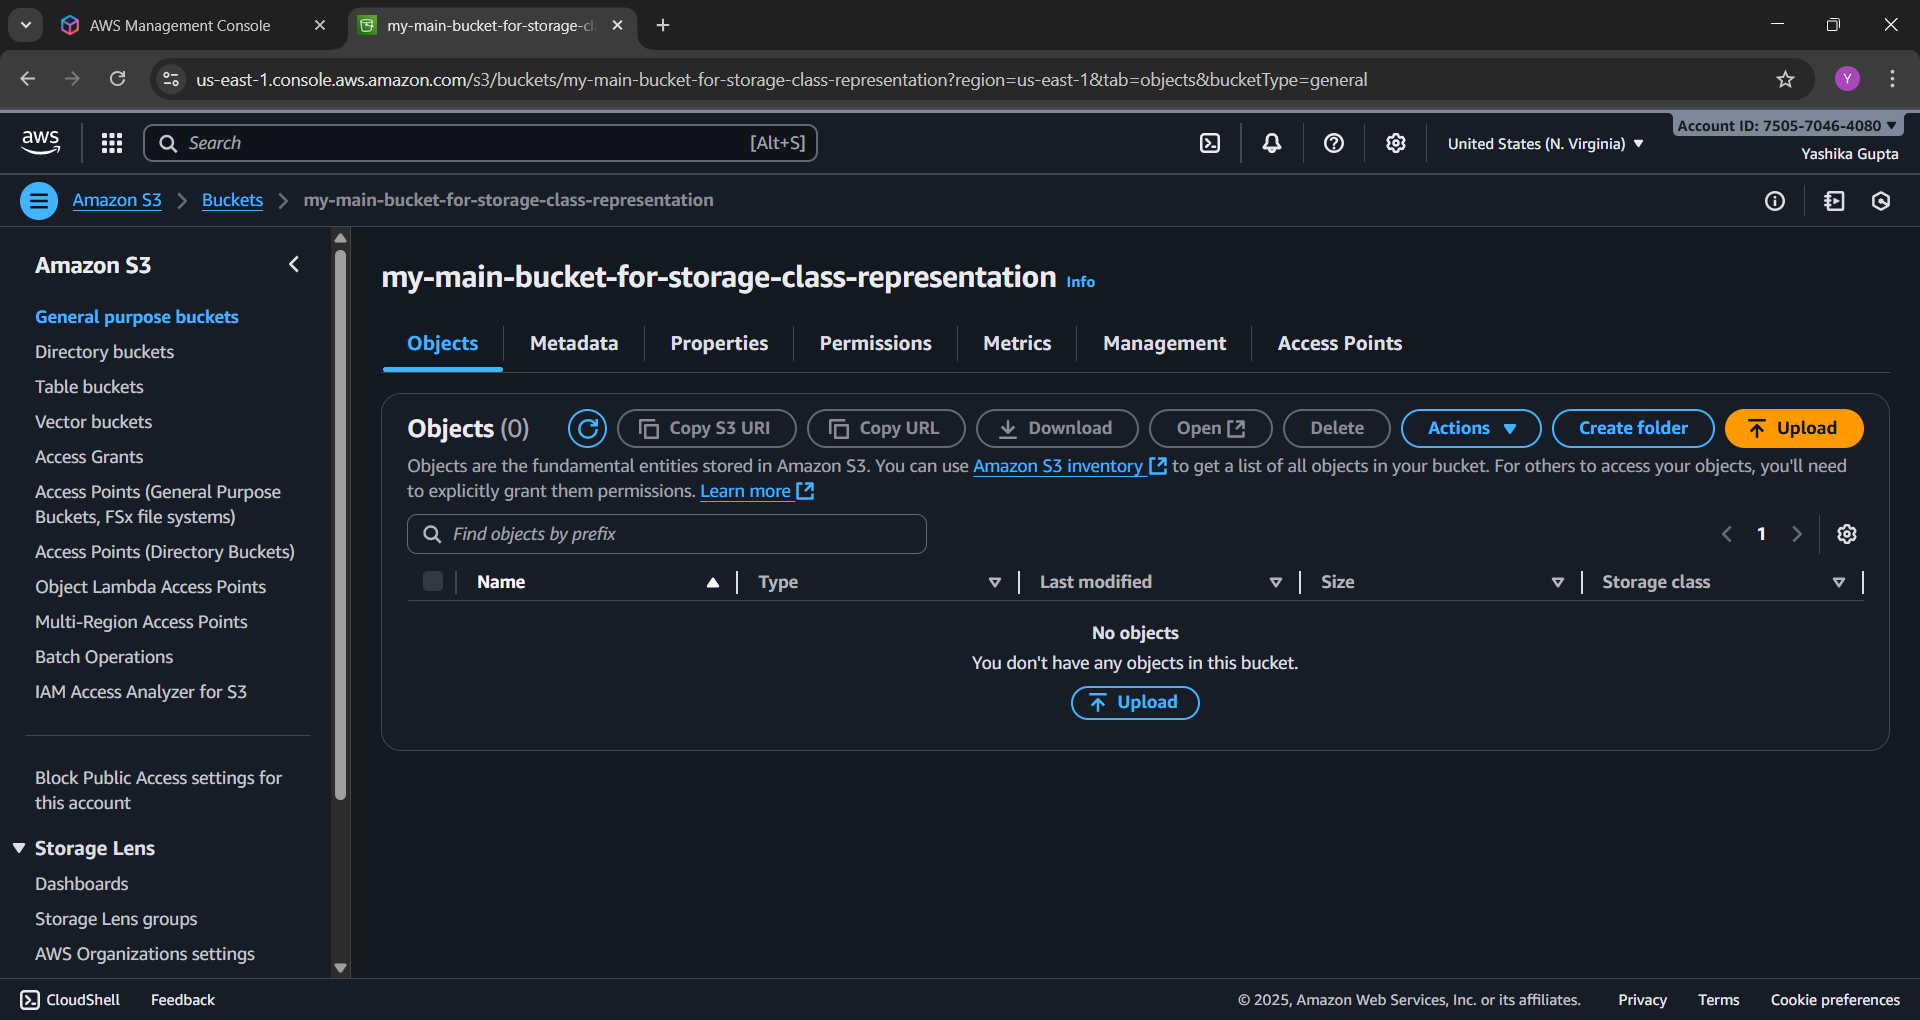 AWS Management Console
my-main-bucket-for-storage-cl
us-east-1.console.aws.amazon.com/s3/buckets/my-main-bucket-for-storage-class-representation?region=us-east-1&tab=objects&bucketType=general
Y
aws
Search
[Alt+S]
United States (N. Virginia)
Account ID: 7505-7046-4080
Yashika Gupta
Amazon S3
Buckets
my-main-bucket-for-storage-class-representation
Amazon S3
General purpose buckets
Directory buckets
Table buckets
Vector buckets
Access Grants
Access Points (General Purpose
Buckets, FSx file systems)
Access Points (Directory Buckets)
Object Lambda Access Points
Multi-Region Access Points
Batch Operations
IAM Access Analyzer for S3
Block Public Access settings for
this account
Storage Lens
Dashboards
Storage Lens groups
AWS Organizations settings
my-main-bucket-for-storage-class-representation Info
Objects
Metadata
Properties
Permissions
Metrics
Management
Access Points
Objects (0)
Copy S3 URI
Copy URL
Download
Open
Delete
Actions
Create folder
Upload
Objects are the fundamental entities stored in Amazon S3. You can use Amazon S3 inventory to get a list of all objects in your bucket. For others to access your objects, you'll need
to explicitly grant them permissions. Learn more
Find objects by prefix
1
Name
Type
Last modified
Size
Storage class
No objects
You don't have any objects in this bucket.
Upload
CloudShell
Feedback
© 2025, Amazon Web Services, Inc. or its affiliates.
Privacy
Terms
Cookie preferences